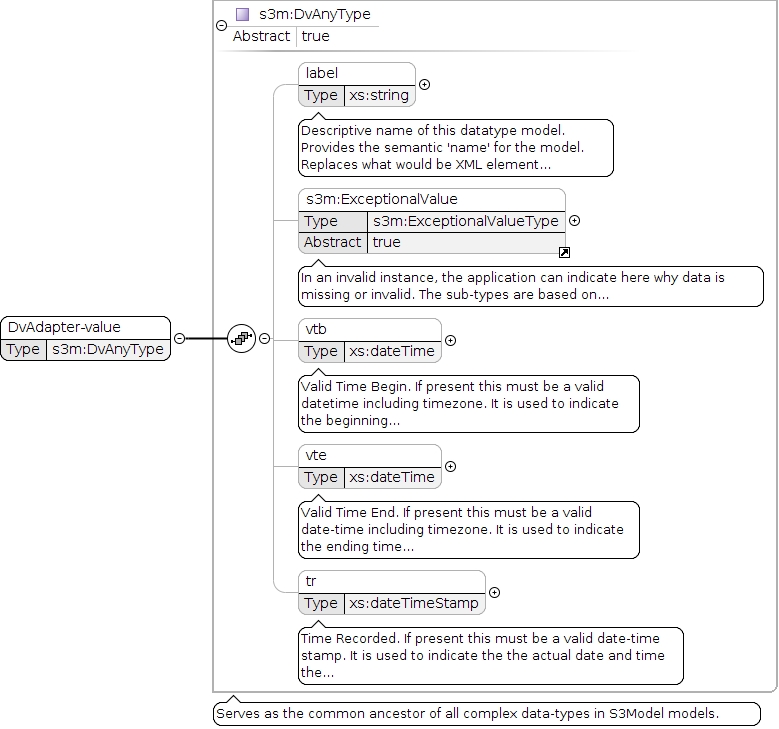 s3m:DvAnyType
Abstract true
label
Type xs:string
Descriptive name of this datatype model.
Provides the semantic 'name' for the model.
Replaces what would be XML element...
s3m:ExceptionalValue
Type s3m:ExceptionalValueType
Abstract true
In an invalid instance, the application can indicate here why data is
missing or invalid. The sub-types are based on...
DvAdapter-value
Type s3m:DvAnyType
vtb
Type xs:dateTime
Valid Time Begin. If present this must be a valid
datetime including timezone. It is used to indicate
the beginning...
vte
Type xs:dateTime
Valid Time End. If present this must be a valid
date-time including timezone. It is used to indicate
the ending time...
tr
Type xs:dateTimeStamp
Time Recorded. If present this must be a valid date-time
stamp. It is used to indicate the the actual date and time
the...
Serves as the common ancestor of all complex data-types in S3Model models.